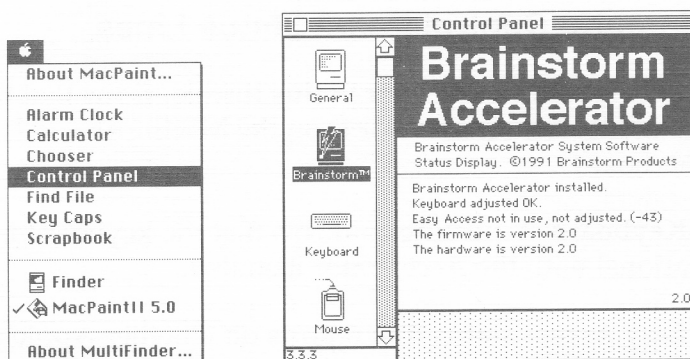 About MacPaint...
Alarm Clock
Calculator
Chooser
Control Panel
Find File
Key Caps
Scrapbook
Finder
✓ MacPaintII 5.0
About MultiFinder...
Control Panel
General
Brainstorm™
Keyboard
Mouse
3.3.3
Brainstorm
Accelerator
Brainstorm Accelerator System Software
Status Display. ©1991 Brainstorm Products
Brainstorm Accelerator installed.
Keyboard adjusted OK.
Easy Access not in use, not adjusted. (-43)
The firmware is version 2.0
The hardware is version 2.0
2.0